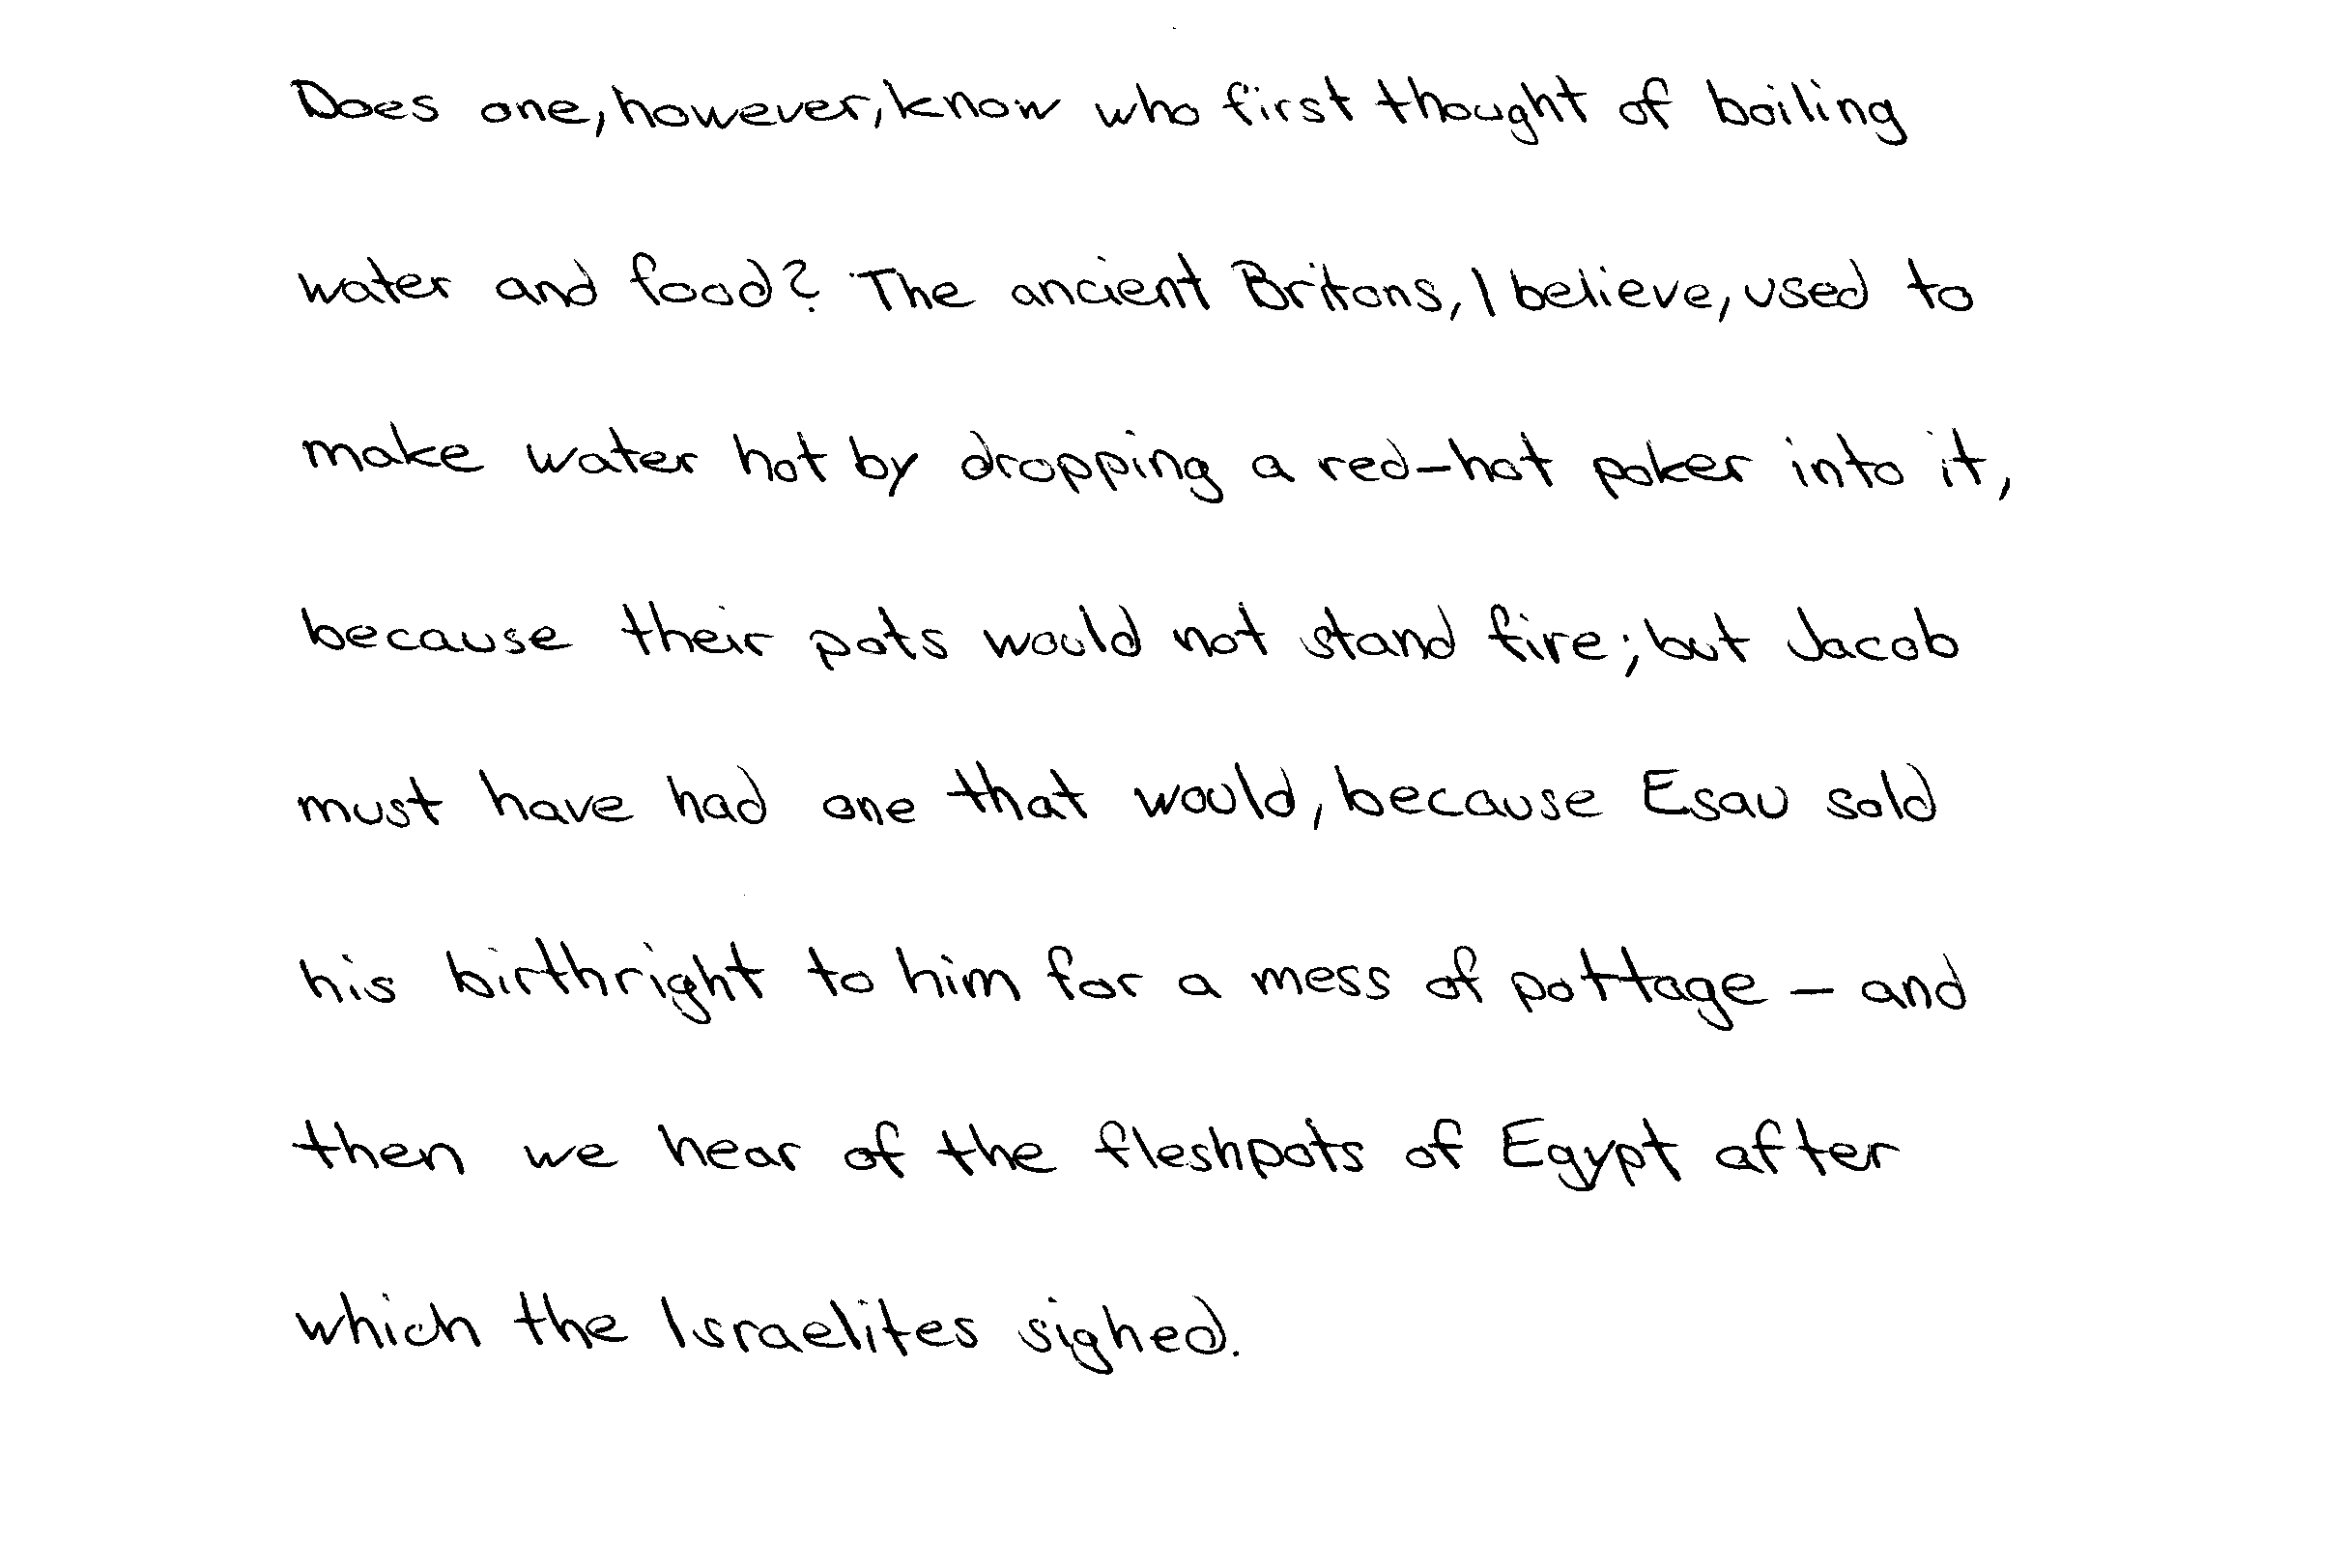 Does one, however, know who first thought of boiling
water and food? The ancient Britons, I believe, used to
make water hot by dropping a red-hot poker into it,
because their pots would not stand fire; but Jacob
must have had one that would, because Esau sold
his birthright to him for a mess of pottage - and
then we hear of the fleshpots of Egypt after
which the Israelites sighed.